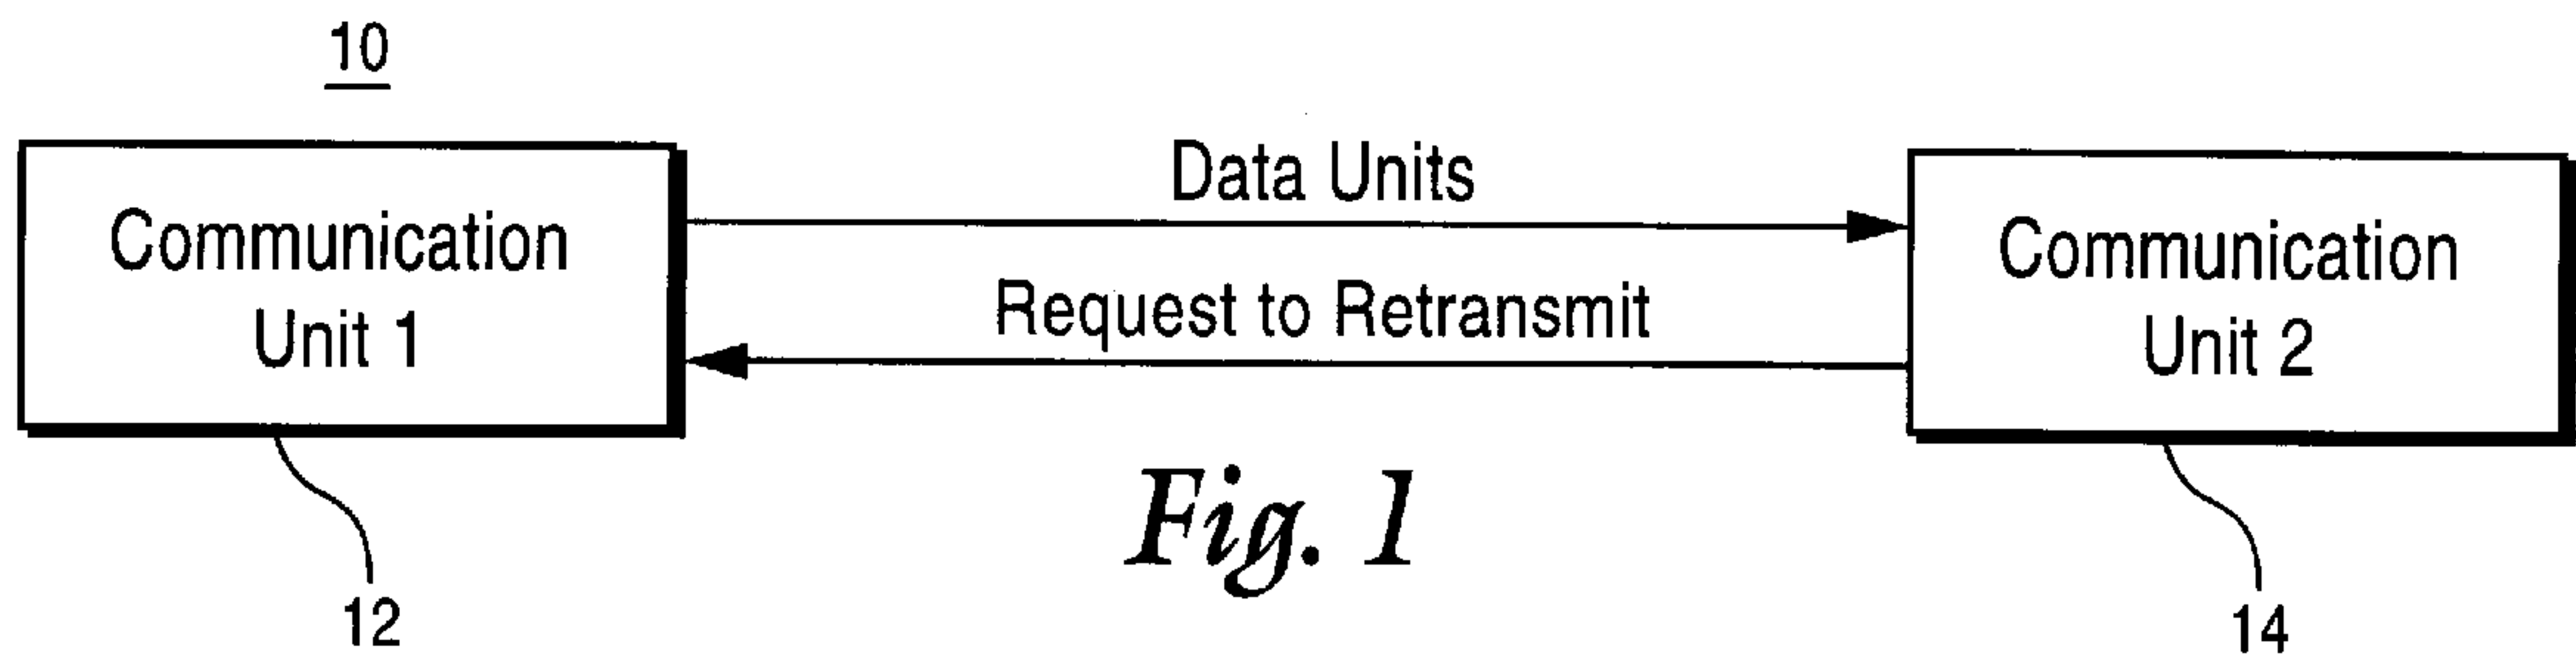 10
Data Units
Communication
Unit 1
Request to Retransmit
Communication
Unit 2
Fig. 1
12
14